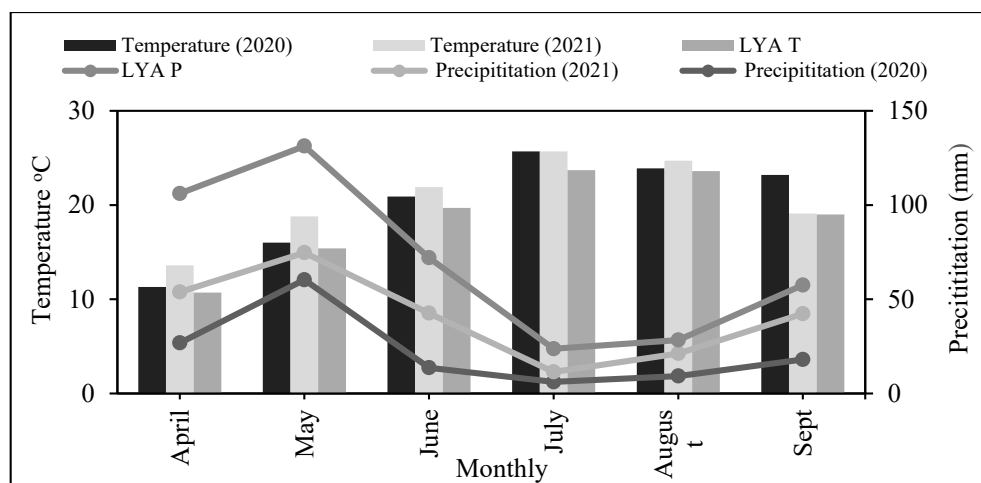 Temperature (2020) Temperature (2021) LYA T
LYA P Precipititation (2021) Precipititation (2020)
30 150
20 100
10 50
0 0
Temperature ºC
Precitititation (mm)
April May June July Augus Sept
t
Monthly